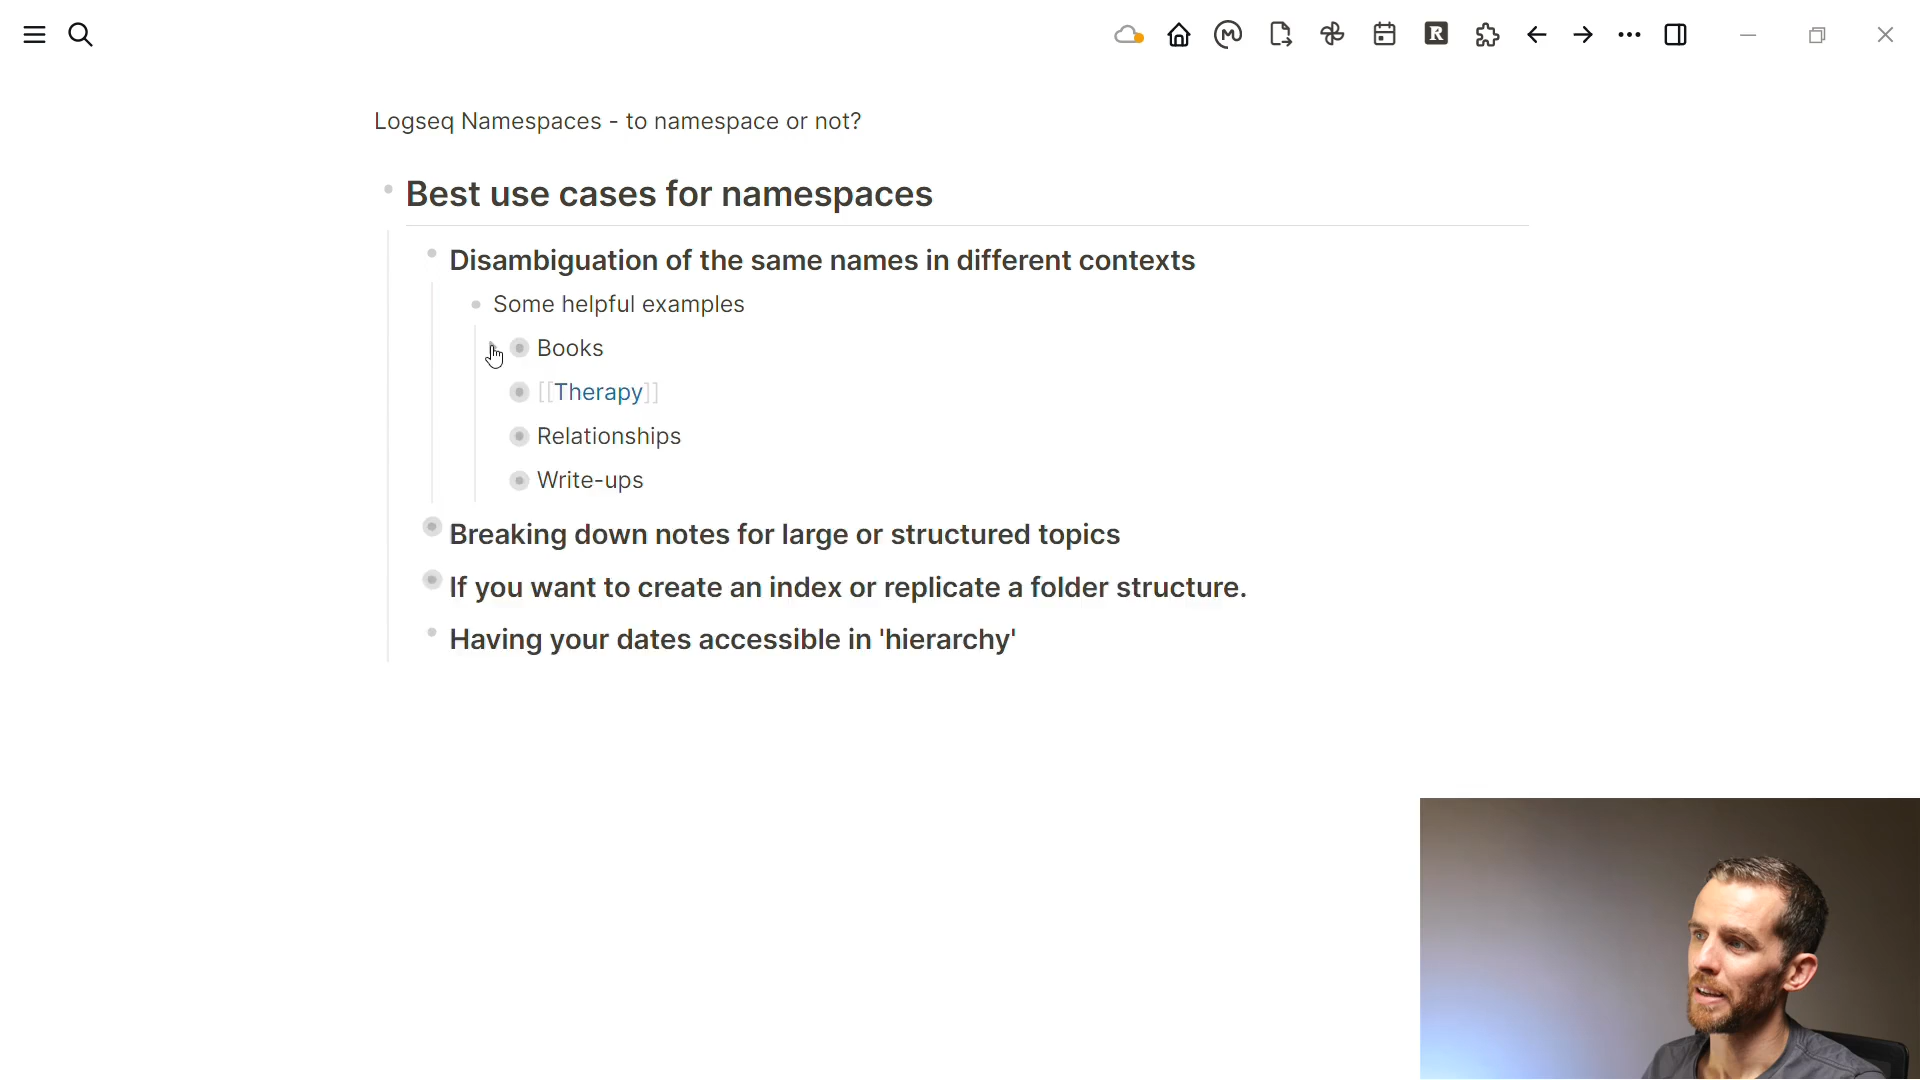 Logseq Namespaces - to namespace or not?
Best use cases for namespaces
Disambiguation of the same names in different contexts
Some helpful examples
Books
[[Therapy]]
Relationships
Write-ups
Breaking down notes for large or structured topics
If you want to create an index or replicate a folder structure.
Having your dates accessible in 'hierarchy'